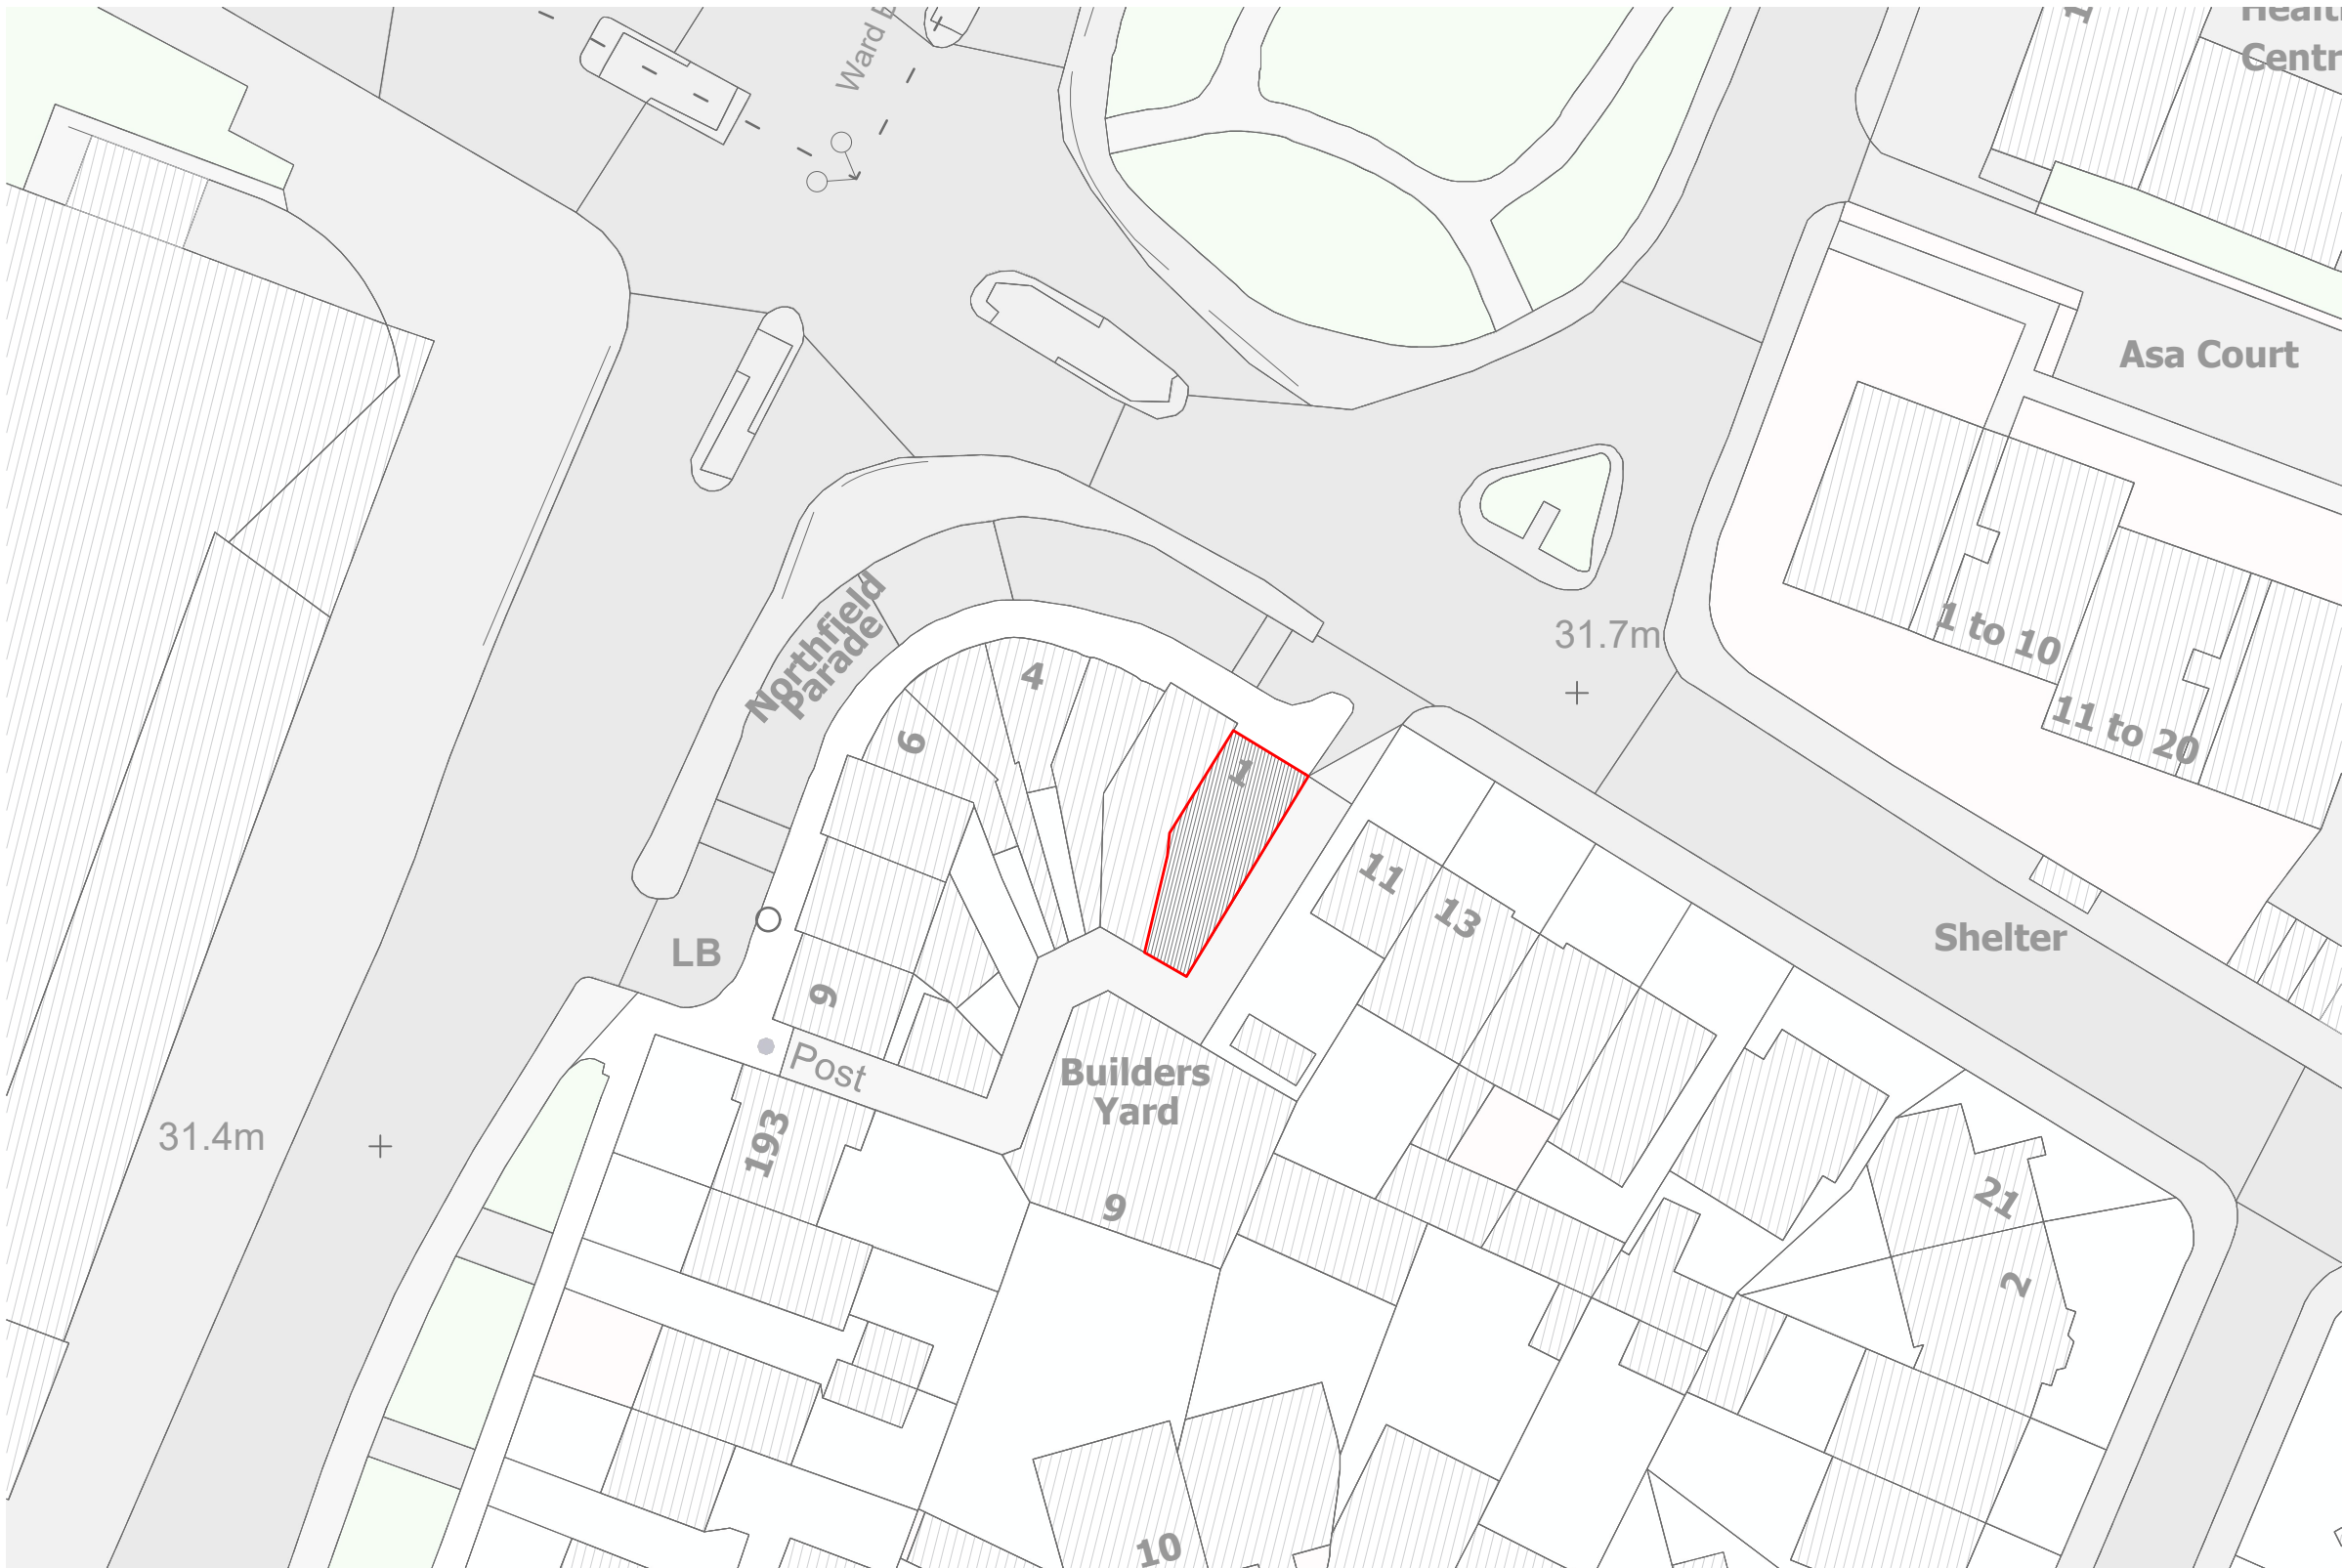 Ward
Asa Court
Northfield
Parade
4
6
1
31.7m
1 to 10
11 to 20
11
13
LB
9
Post
Shelter
Builders
Yard
193
31.4m
9
21
2
10